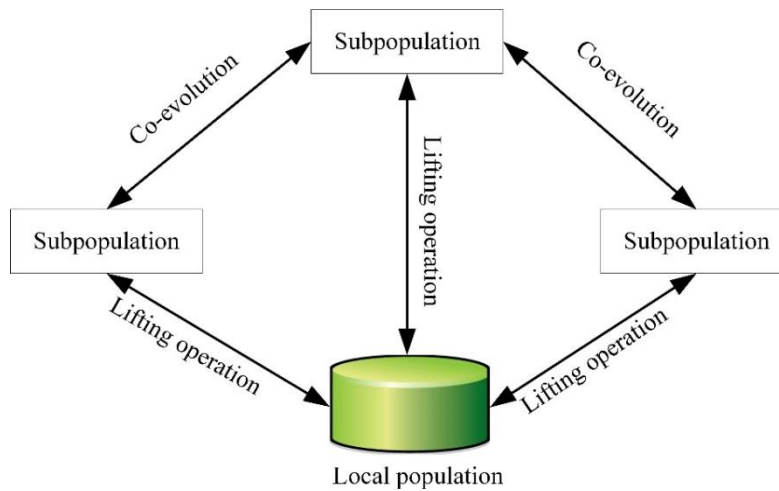 Subpopulation
Co-evolution
Co-evolution
Lifting operation
Subpopulation
Subpopulation
Lifting operation
Lifting operation
Local population